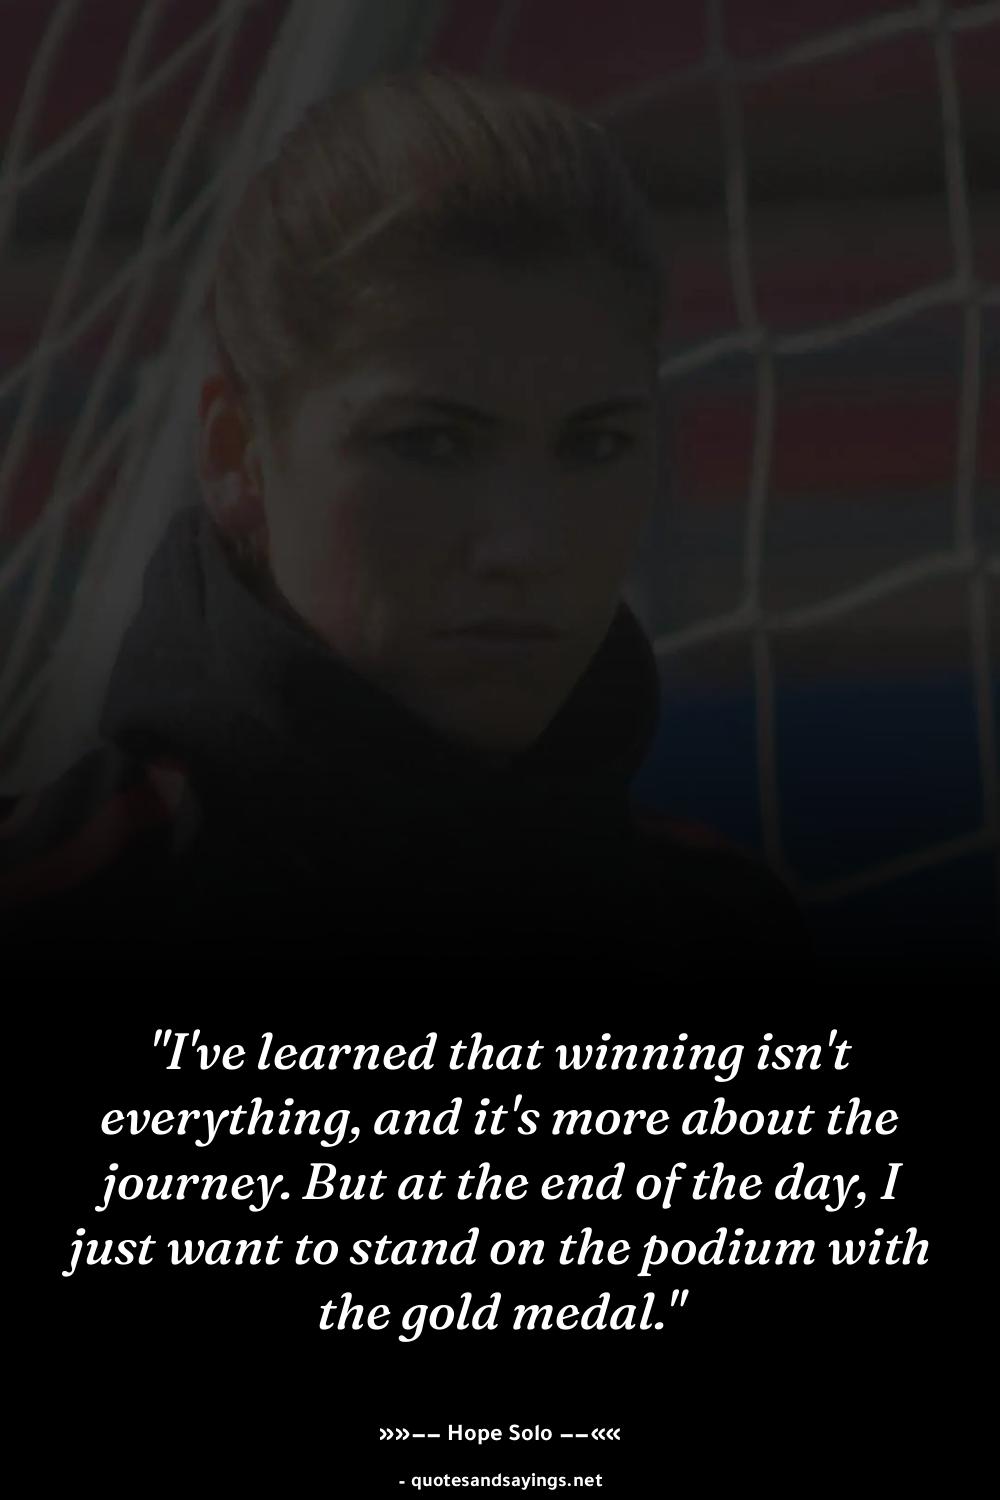 "I've learned that winning isn't
everything, and it's more about the
journey. But at the end of the day, I
just want to stand on the podium with
the gold medal."
»»—— Hope Solo ——««
- quotesandsayings.net